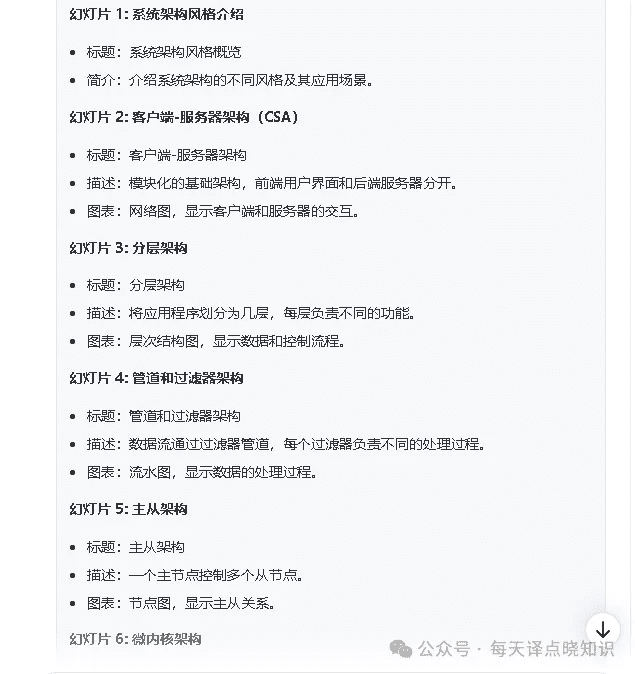 幻灯片 1: 系统架构风格介绍
标题：系统架构风格概览
简介：介绍系统架构的不同风格及其应用场景。
幻灯片 2: 客户端-服务器架构（CSA）
标题：客户端-服务器架构
描述：模块化的基础架构，前端用户界面和后端服务器分开。
图表：网络图，显示客户端和服务器的交互。
幻灯片 3: 分层架构
标题：分层架构
描述：将应用程序划分为几层，每层负责不同的功能。
图表：层次结构图，显示数据和控制流程。
幻灯片 4: 管道和过滤器架构
标题：管道和过滤器架构
描述：数据流通过过滤器管道，每个过滤器负责不同的处理过程。
图表：流水图，显示数据的处理过程。
幻灯片 5: 主从架构
标题：主从架构
描述：一个主节点控制多个从节点。
图表：节点图，显示主从关系。
幻灯片 6: 微内核架构
公众号 · 每天译点晓知识